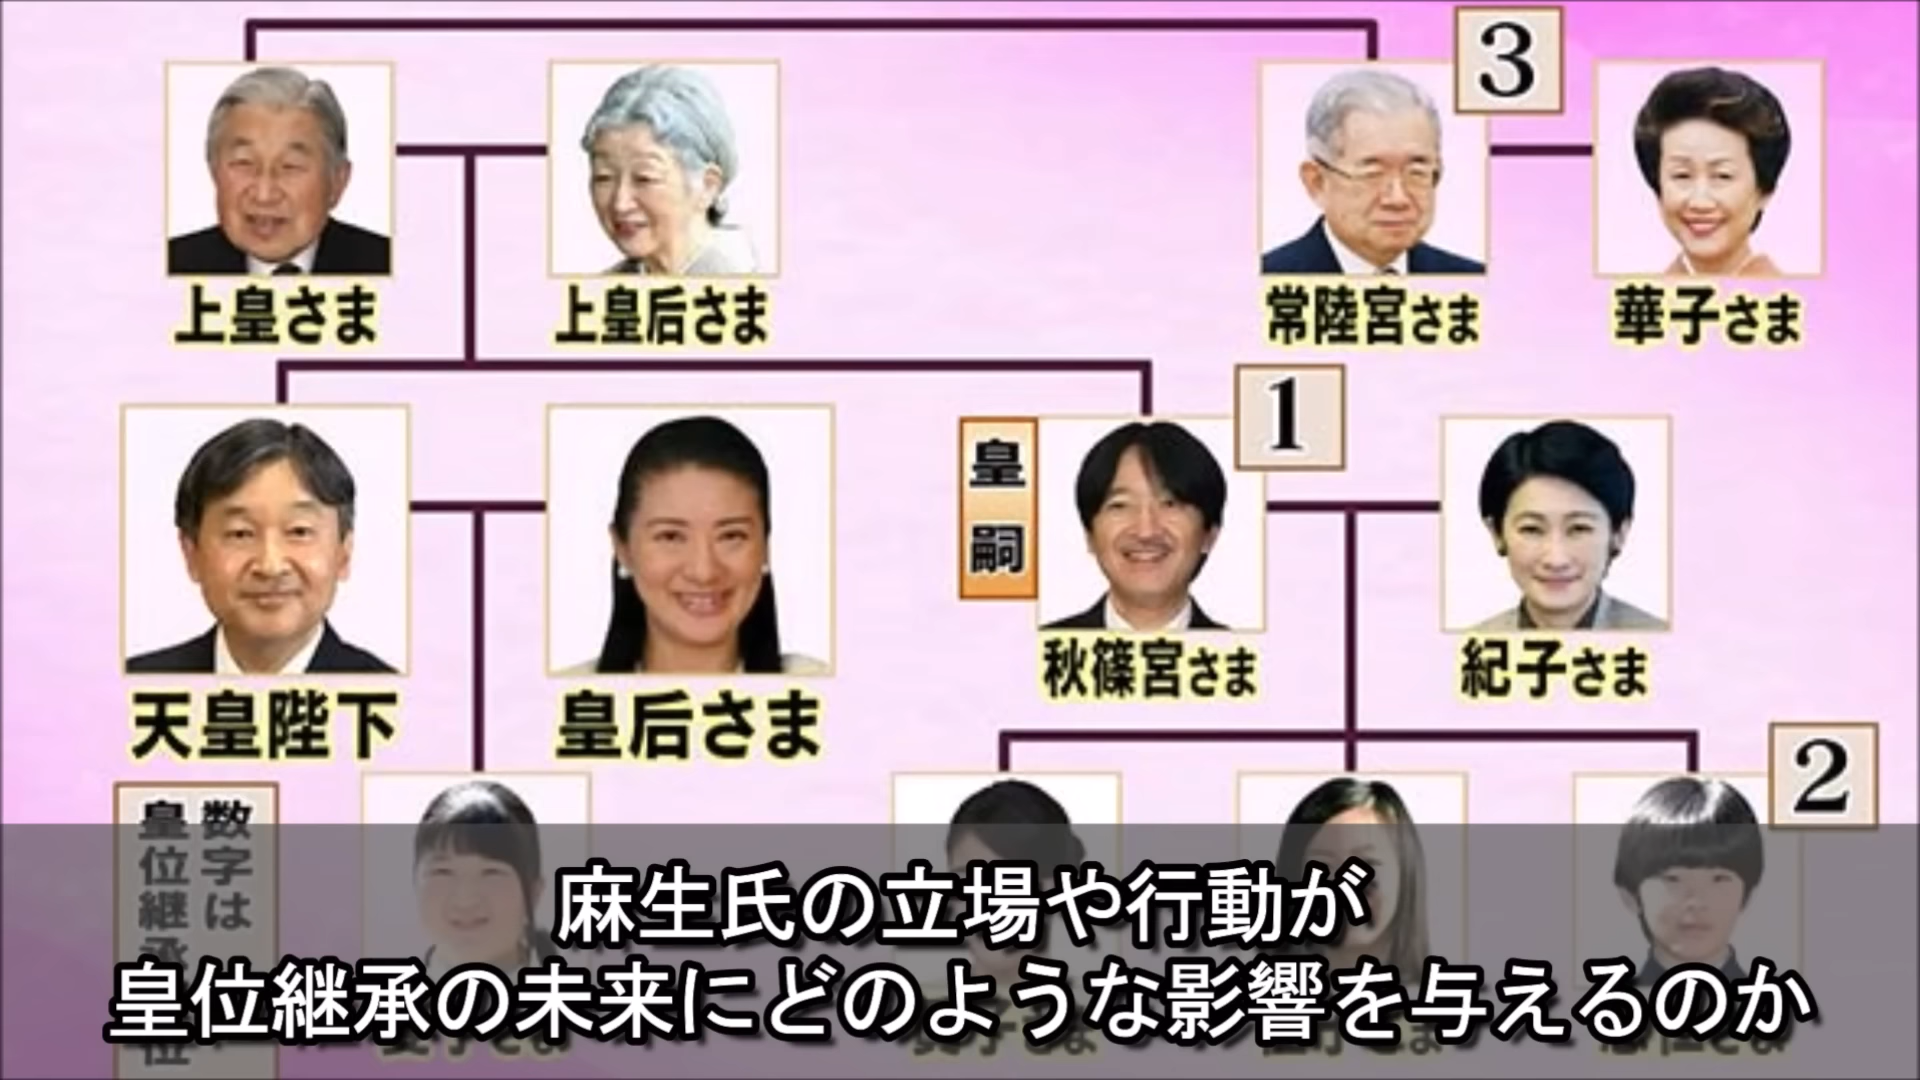 3
上皇さま
上皇后さま
常陸宮さま
華子さま
1
皇嗣
秋篠宮さま
紀子さま
天皇陛下
皇后さま
2
数字は
皇位継承
麻生氏の立場や行動が
皇位継承の未来にどのような影響を与えるのか